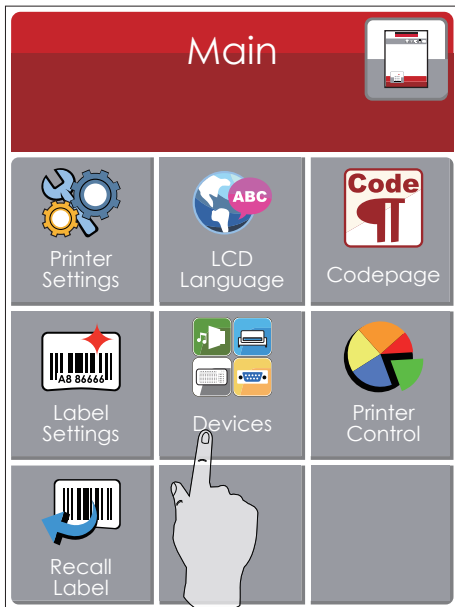 Main
ABC
Code
Printer
Settings
LCD
Language
Codepage
A8 86666
Label
Settings
Devices
Printer
Control
Recall
Label